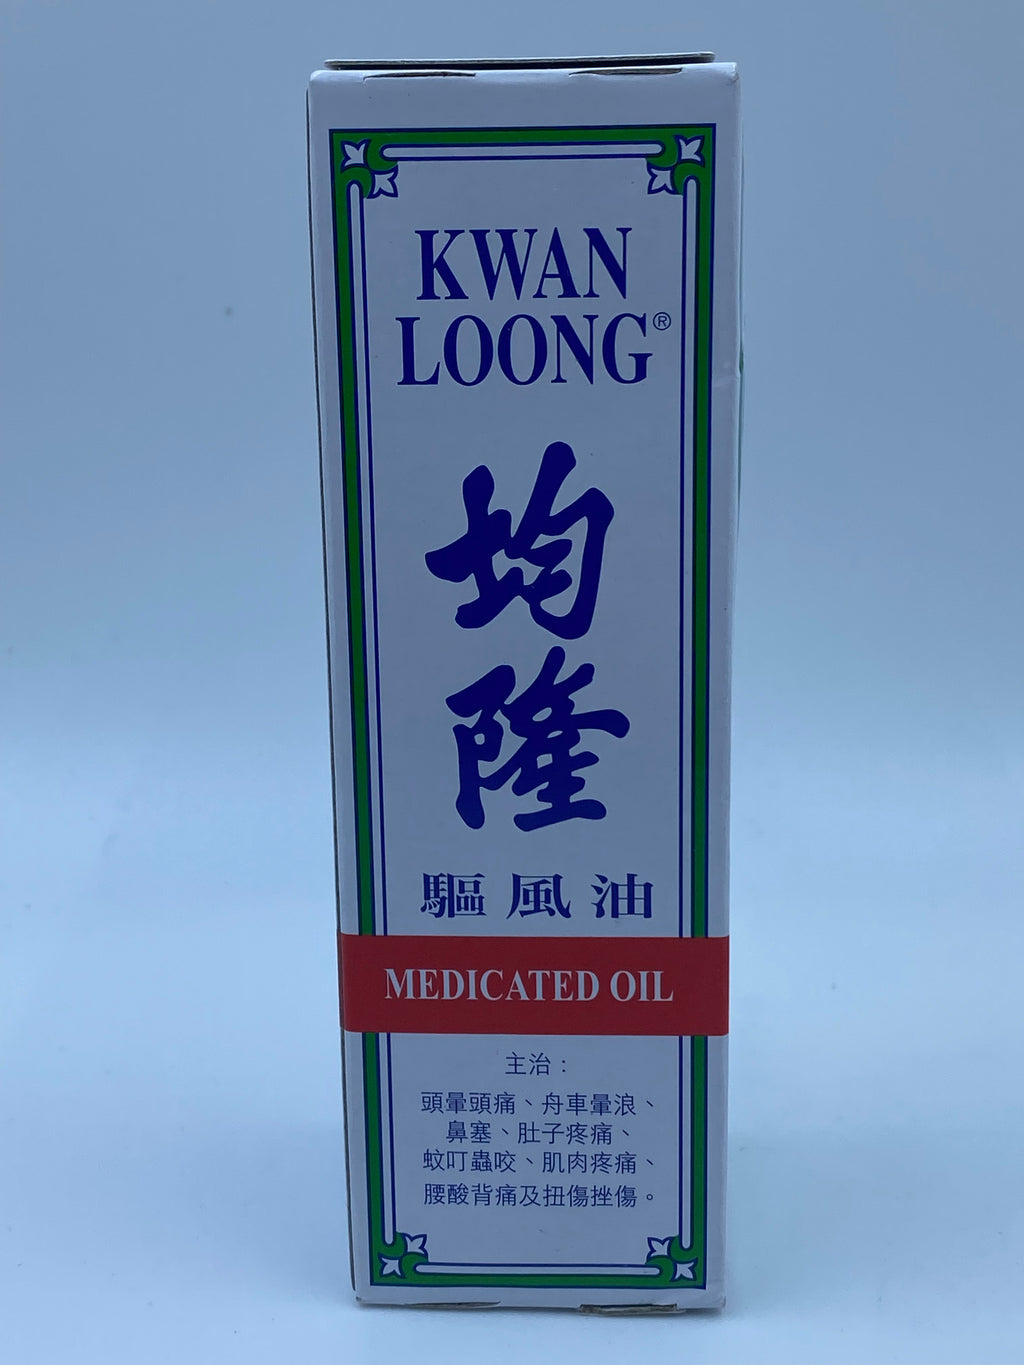 KWAN
LOONG®
均
隆
驅風油
MEDICATED OIL
主治：
頭暈頭痛、舟車暈浪、
鼻塞、肚子疼痛、
蚊叮蟲咬、肌肉疼痛、
腰酸背痛及扭傷挫傷。